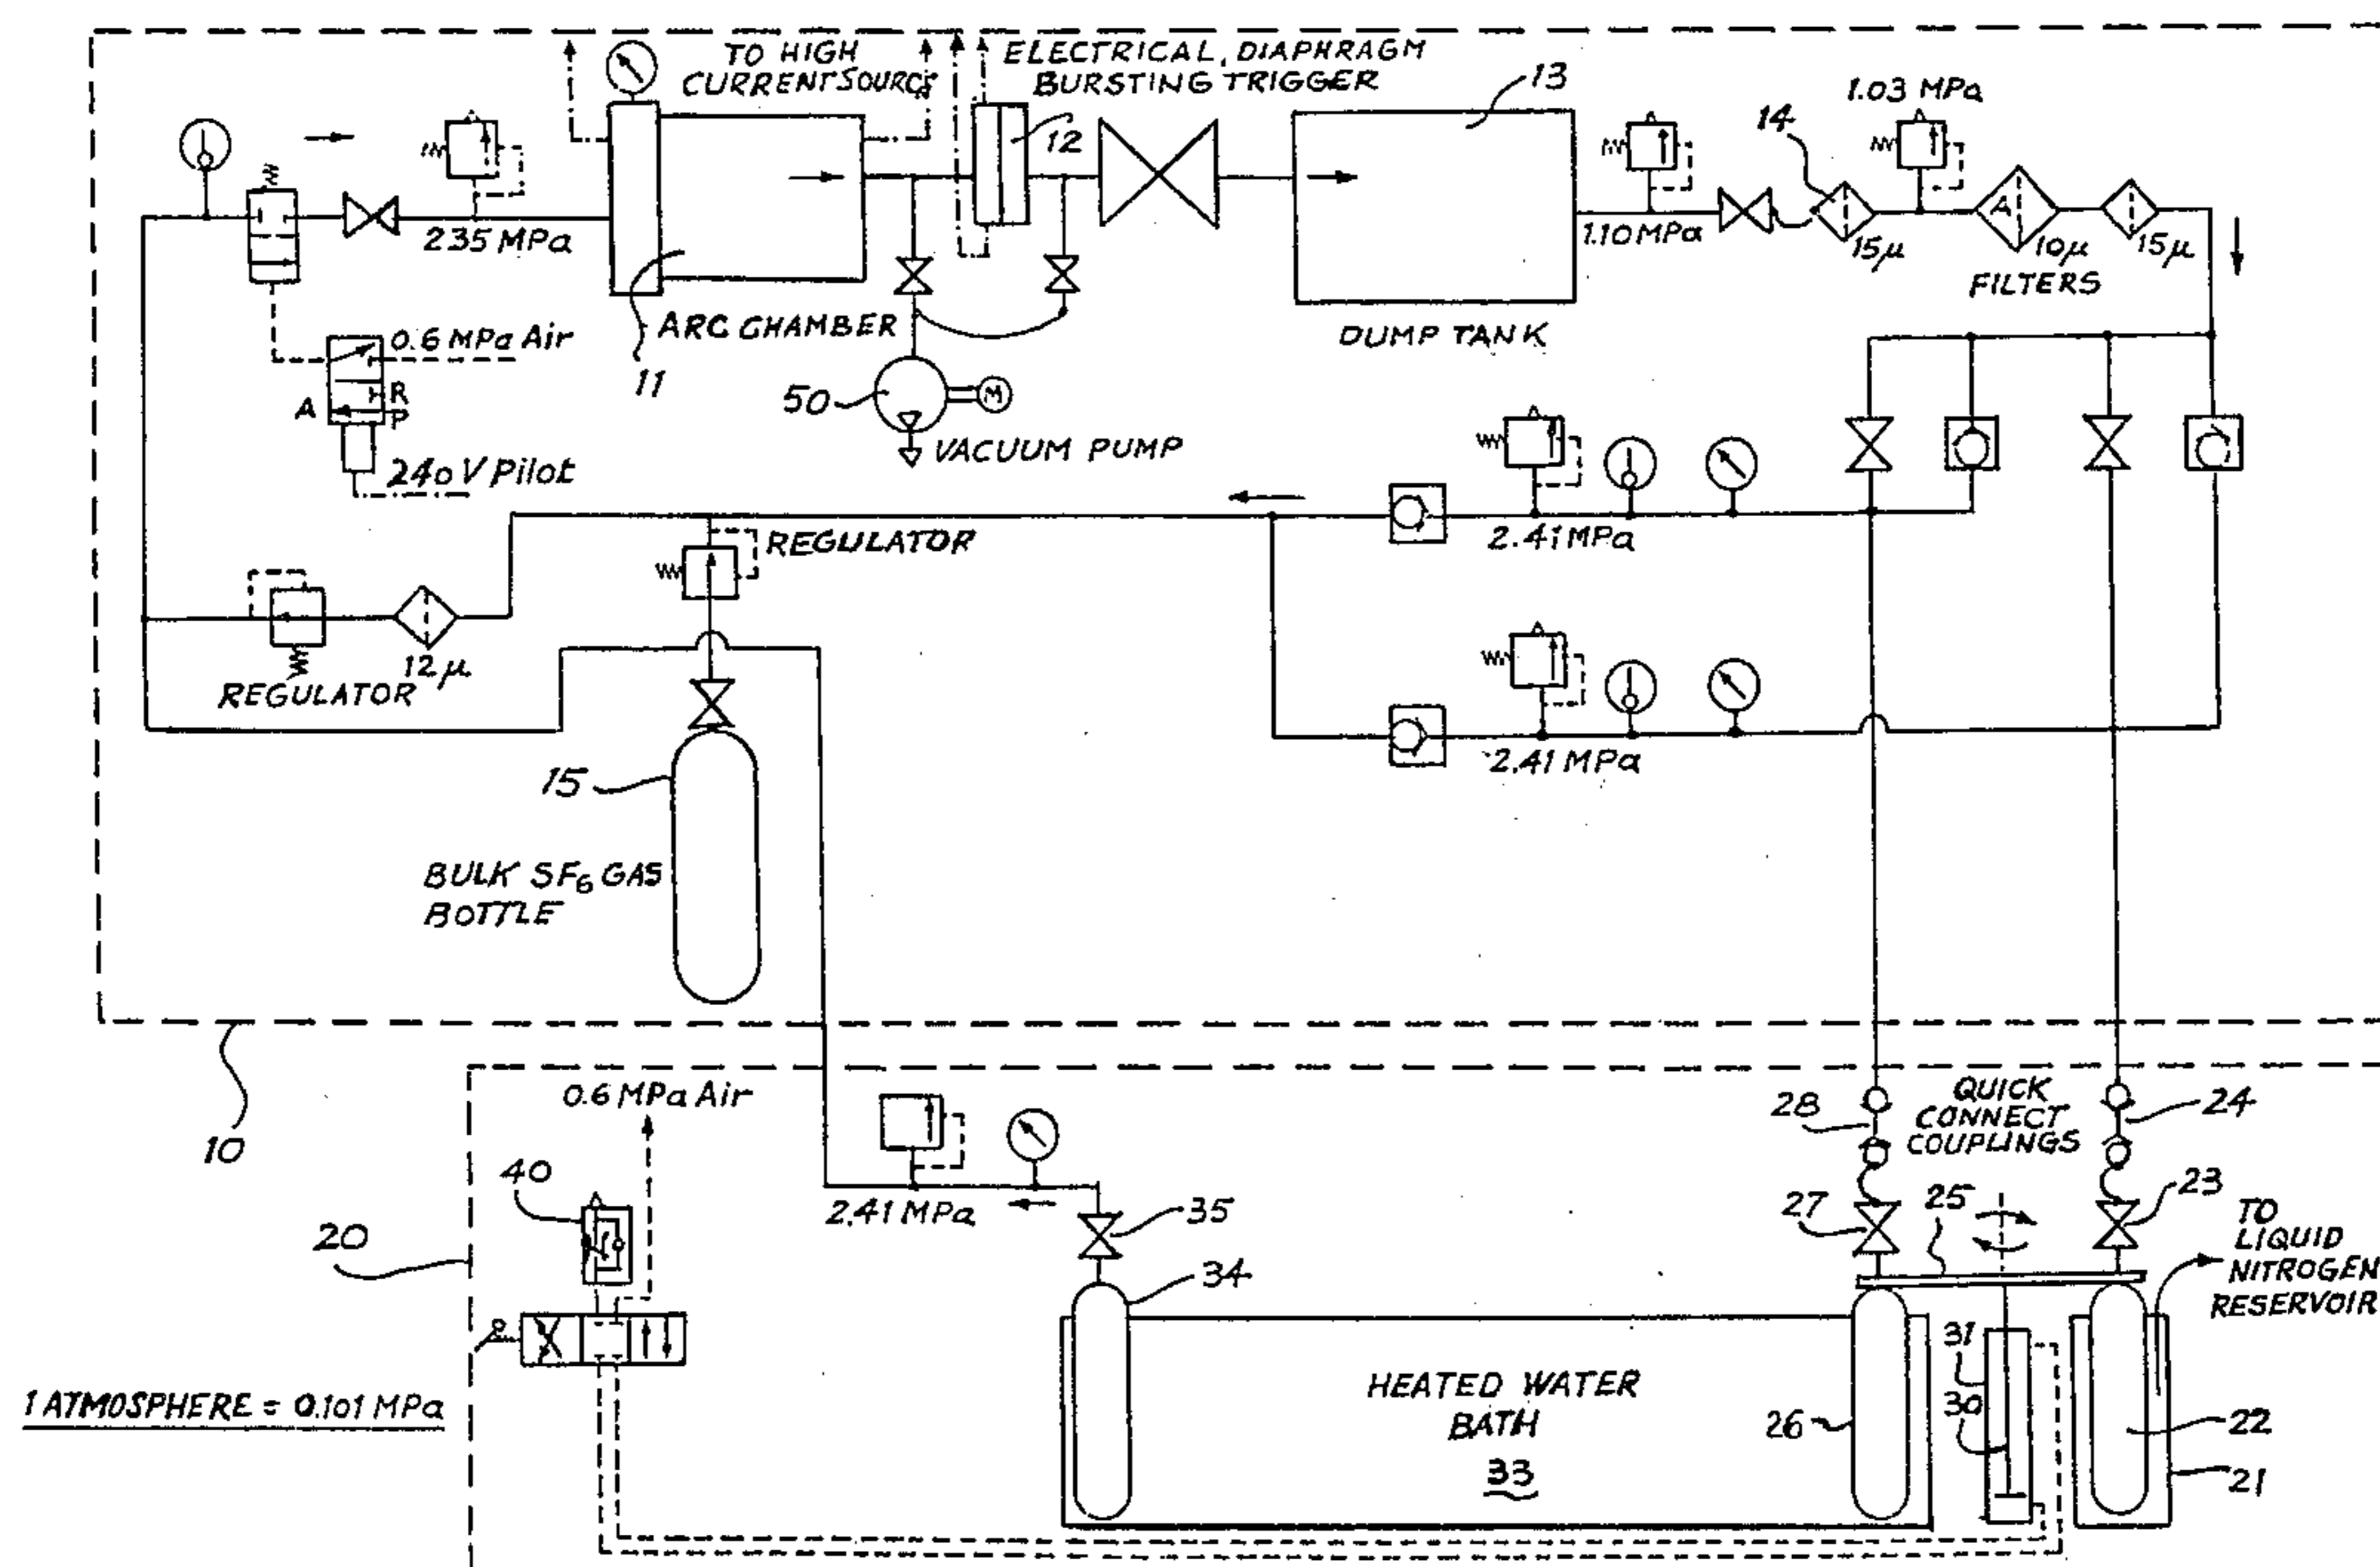 TO HIGH
CURRENT SOURCE
ELECTRICAL, DIAPHRAGM
BURSTING TRIGGER
13
1.03 MPa
14
12
235 MPa
1.10 MPa
15µ
A
10µ
15µ
FILTERS
ARC CHAMBER
DUMP TANK
11
0.6 MPa Air
R
A
P
50
M
VACUUM PUMP
240 V Pilot
REGULATOR
2.41 MPa
12µ
REGULATOR
2.41 MPa
15
BULK SF6 GAS
BOTTLE
10
0.6 MPa Air
28
QUICK
CONNECT
COUPLINGS
24
40
20
2.41 MPa
35
27
25
23
TO
LIQUID
NITROGEN
RESERVOIR
34
31
30
1 ATMOSPHERE = 0.101 MPa
HEATED WATER
BATH
33
26
22
21